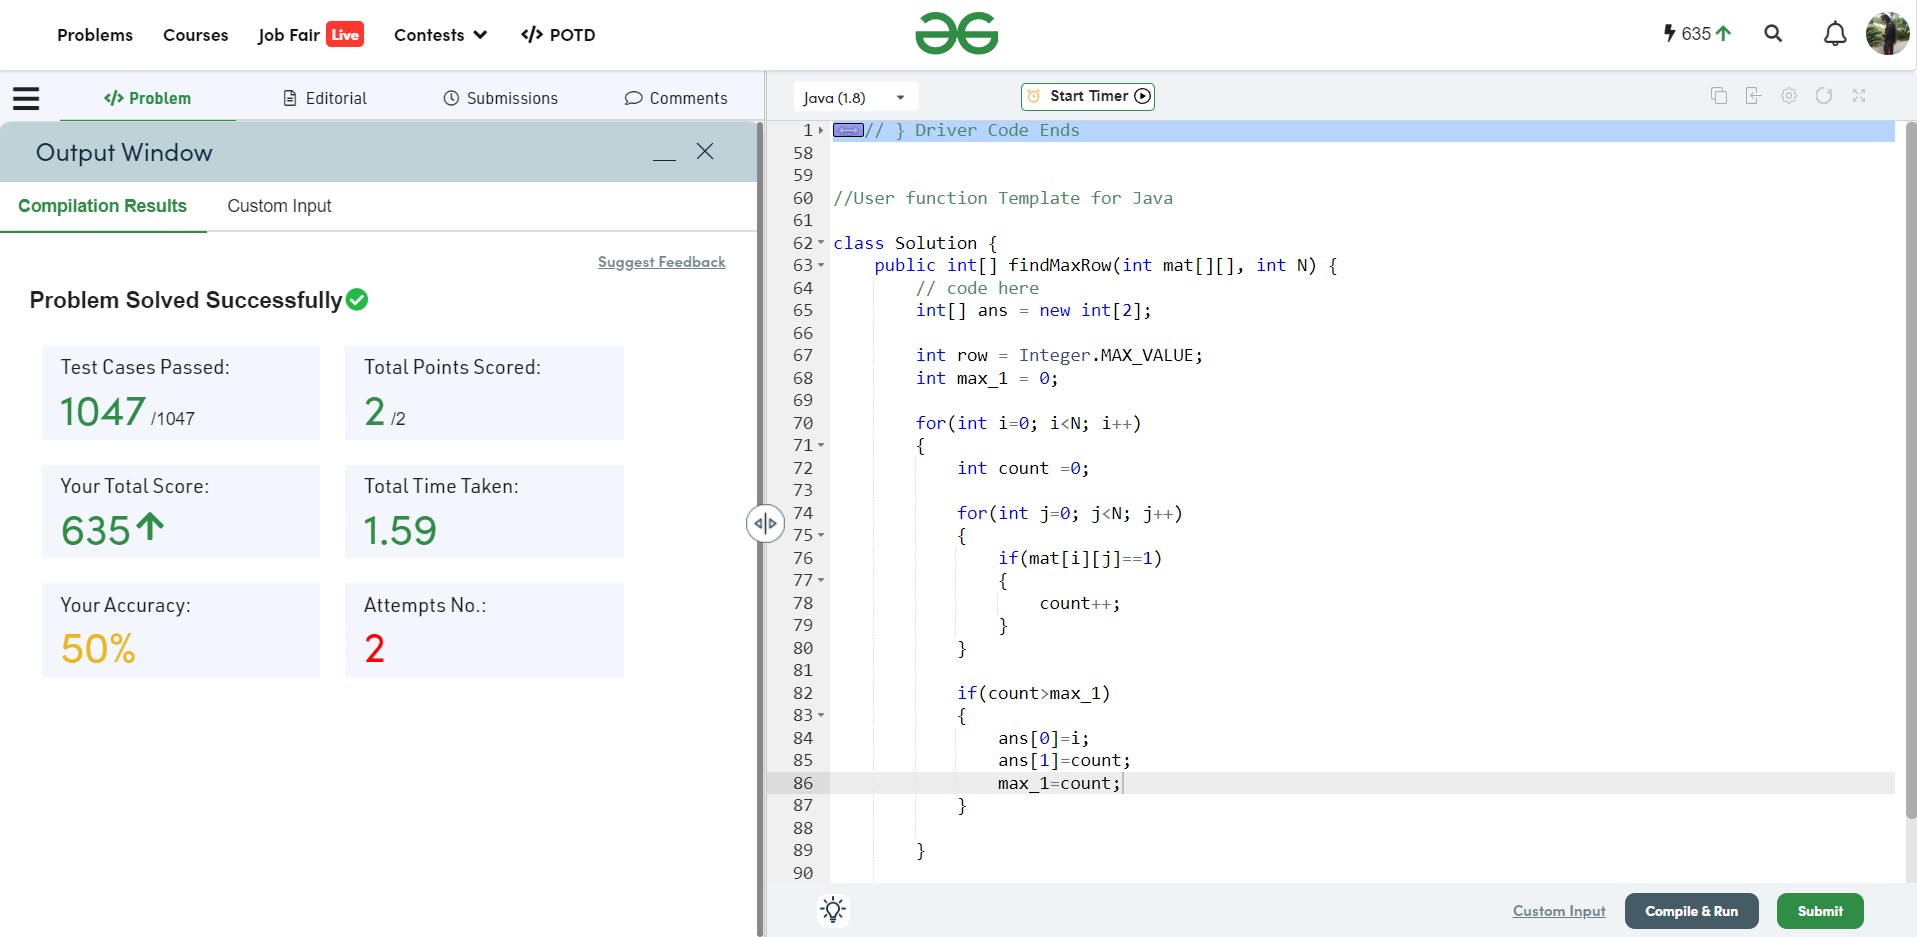 Problems Courses Job Fair Live Contests </> POTD
635
</> Problem Editorial Submissions Comments
Output Window
Compilation Results Custom Input
Suggest Feedback
Problem Solved Successfully
Test Cases Passed: Total Points Scored:
1047 /1047 2 /2
Your Total Score: Total Time Taken:
635 1.59
Your Accuracy: Attempts No.:
50% 2
Java (1.8) Start Timer
1 // } Driver Code Ends
58
59
60 //User function Template for Java
61
62 class Solution {
63     public int[] findMaxRow(int mat[][], int N) {
64         // code here
65         int[] ans = new int[2];
66
67         int row = Integer.MAX_VALUE;
68         int max_1 = 0;
69
70         for(int i=0; i<N; i++)
71         {
72             int count =0;
73
74             for(int j=0; j<N; j++)
75             {
76                 if(mat[i][j]==1)
77                 {
78                     count++;
79                 }
80             }
81
82             if(count>max_1)
83             {
84                 ans[0]=i;
85                 ans[1]=count;
86                 max_1=count;
87             }
88
89         }
90
Custom Input Compile & Run Submit